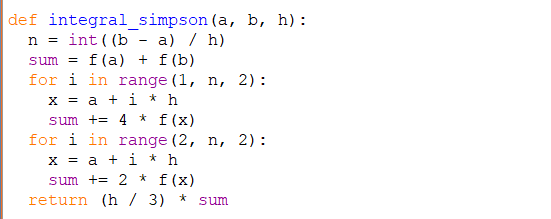 def integral_simpson(a, b, h):
  n = int((b - a) / h)
  sum = f(a) + f(b)
  for i in range(1, n, 2):
    x = a + i * h
    sum += 4 * f(x)
  for i in range(2, n, 2):
    x = a + i * h
    sum += 2 * f(x)
  return (h / 3) * sum